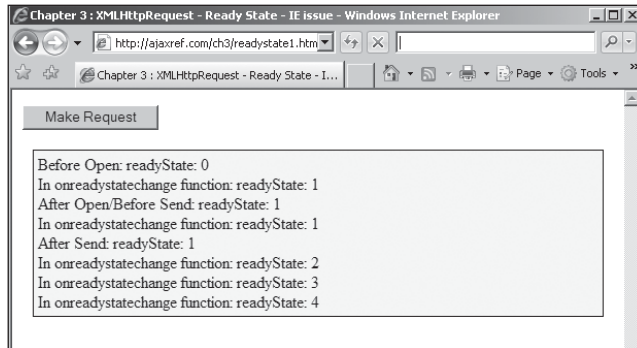 Chapter 3 : XMLHttpRequest - Ready State - IE issue - Windows Internet Explorer
http://ajaxref.com/ch3/readystate1.htm
Chapter 3 : XMLHttpRequest - Ready State - I...
Page
Tools
»
Make Request
Before Open: readyState: 0
In onreadystatechange function: readyState: 1
After Open/Before Send: readyState: 1
In onreadystatechange function: readyState: 1
After Send: readyState: 1
In onreadystatechange function: readyState: 2
In onreadystatechange function: readyState: 3
In onreadystatechange function: readyState: 4